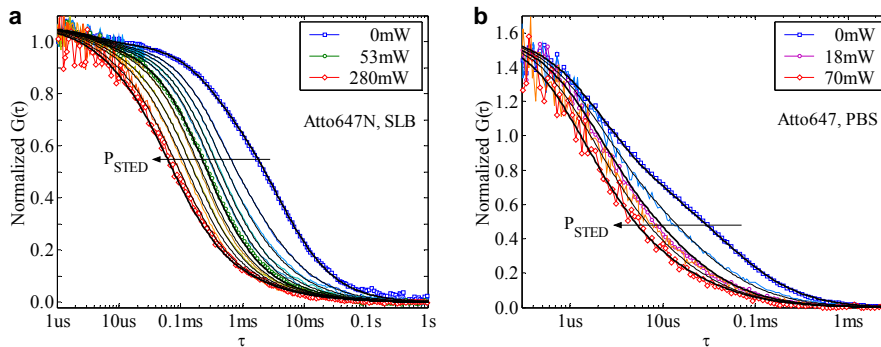 a
Normalized G(τ)
1.0
0.8
0.6
0.4
0.2
0.0
0mW
53mW
280mW
Atto647N, SLB
P_STED
1us
10us
0.1ms
1ms
10ms
0.1s
1s
τ
b
Normalized G(τ)
1.6
1.4
1.2
1.0
0.8
0.6
0.4
0.2
0.0
0mW
18mW
70mW
Atto647, PBS
P_STED
1us
10us
0.1ms
1ms
τ